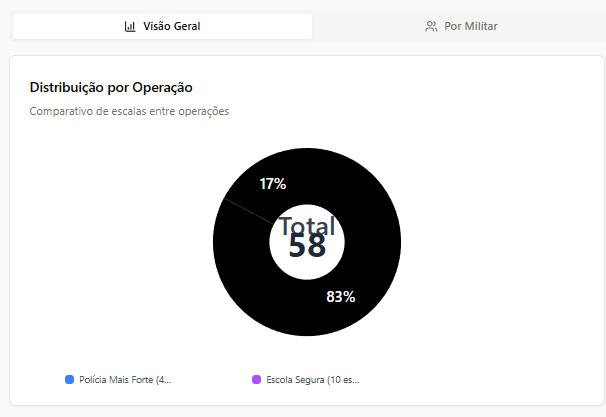 Visão Geral
Por Militar
Distribuição por Operação
Comparativo de escalas entre operações
17%
Total
58
83%
Polícia Mais Forte (4...
Escola Segura (10 es...